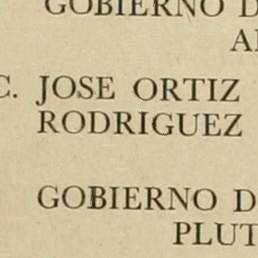 GOBIERNO D
A
C. JOSE ORTIZ
RODRIGUEZ
GOBIERNO D
PLUT